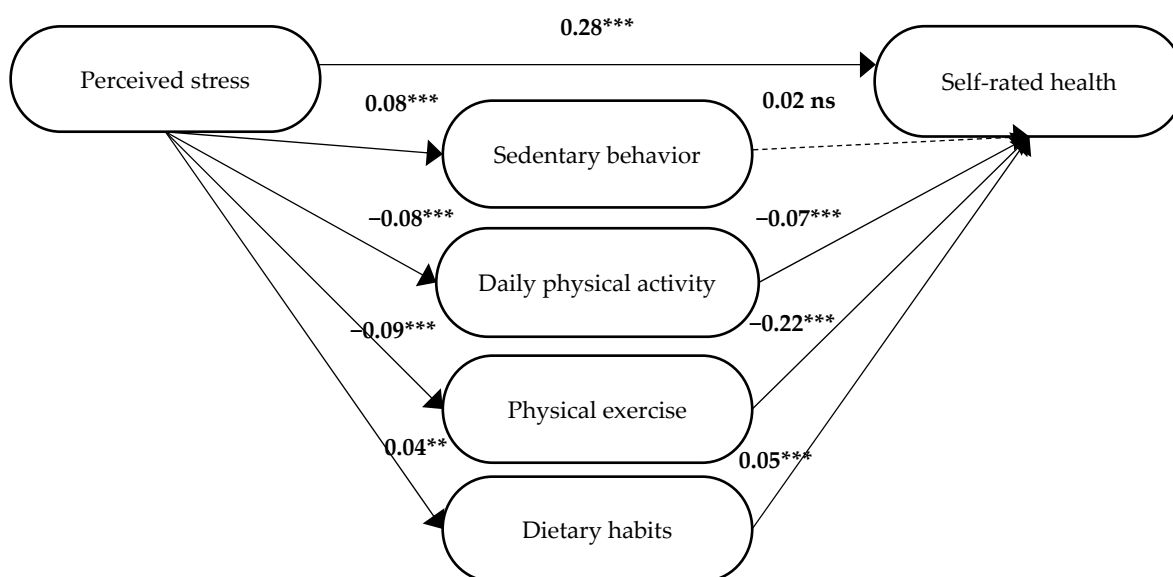 0.28***
Perceived stress
Self-rated health
0.08***
0.02 ns
Sedentary behavior
−0.08***
−0.07***
Daily physical activity
−0.09***
−0.22***
Physical exercise
0.04**
0.05***
Dietary habits